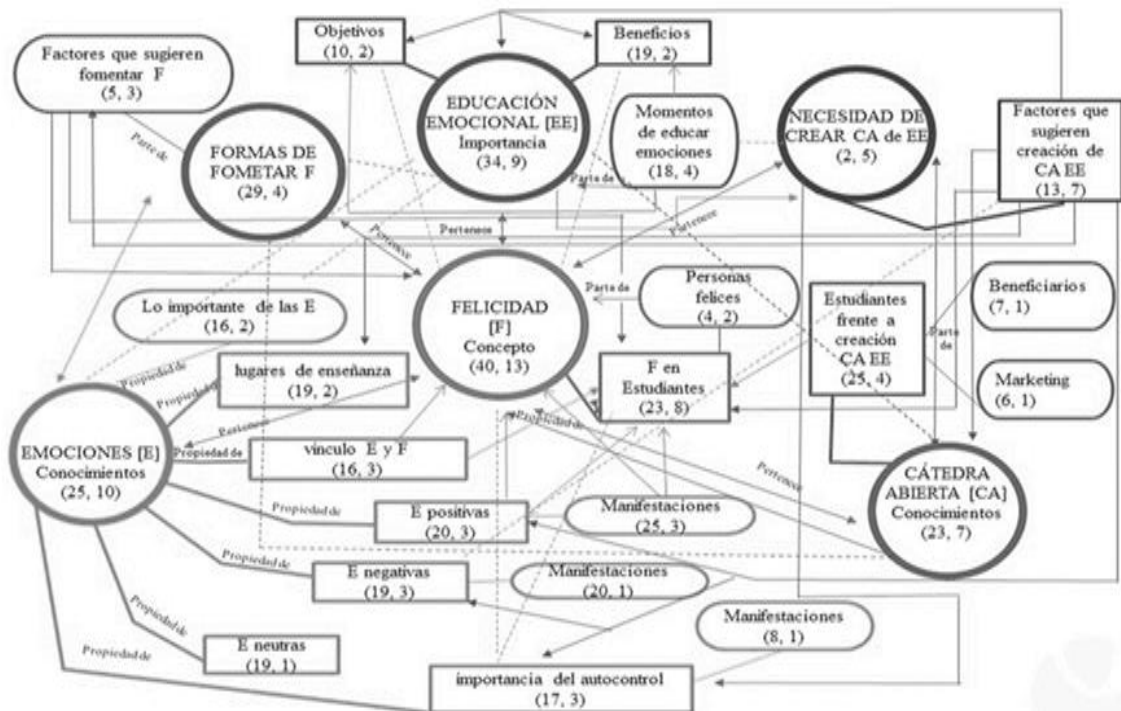 Objetivos
(10, 2)
Beneficios
(19, 2)
Factores que sugieren
fomentar F
(5, 3)
EDUCACIÓN
EMOCIONAL [EE]
Importancia
(34, 9)
Momentos
de educar
emociones
(18, 4)
NECESIDAD DE
CREAR CA de EE
(2, 5)
Factores que
sugieren
creación de
CA EE
(13, 7)
Parte de
FORMAS DE
FOMETAR F
(29, 4)
Parte de
Pertenece
Pertenece
Pertenece
Lo importante de las E
(16, 2)
FELICIDAD
[F]
Concepto
(40, 13)
Parte de
Personas
felices
(4, 2)
Estudiantes
frente a
creación
CA EE
(25, 4)
Beneficiarios
(7, 1)
Parte de
Marketing
(6, 1)
Propiedad de
lugares de enseñanza
(19, 2)
Propiedad de
F en
Estudiantes
(23, 8)
Pertenece
Propiedad de
EMOCIONES [E]
Conocimientos
(25, 10)
Propiedad de
vínculo E y F
(16, 3)
Pertenece
CÁTEDRA
ABIERTA [CA]
Conocimientos
(23, 7)
Propiedad de
E positivas
(20, 3)
Manifestaciones
(25, 3)
Propiedad de
E negativas
(19, 3)
Manifestaciones
(20, 1)
Propiedad de
E neutras
(19, 1)
Manifestaciones
(8, 1)
Propiedad de
importancia del autocontrol
(17, 3)